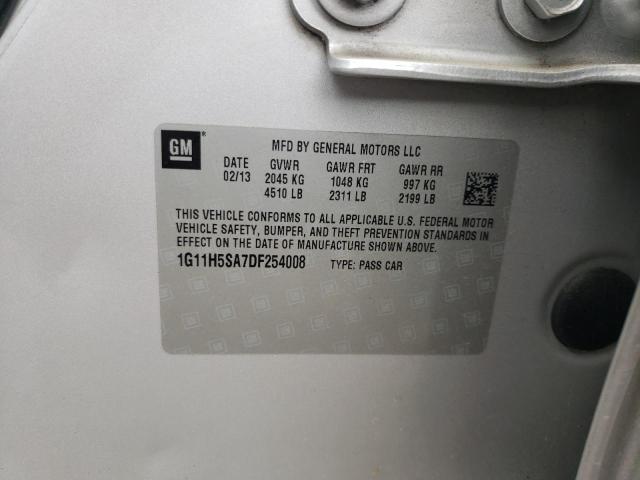 GM
MFD BY GENERAL MOTORS LLC
DATE GVWR GAWR FRT GAWR RR
02/13 2045 KG 1048 KG 997 KG
4510 LB 2311 LB 2199 LB
THIS VEHICLE CONFORMS TO ALL APPLICABLE U.S. FEDERAL MOTOR
VEHICLE SAFETY, BUMPER, AND THEFT PREVENTION STANDARDS IN
EFFECT ON THE DATE OF MANUFACTURE SHOWN ABOVE.
1G11H5SA7DF254008 TYPE: PASS CAR